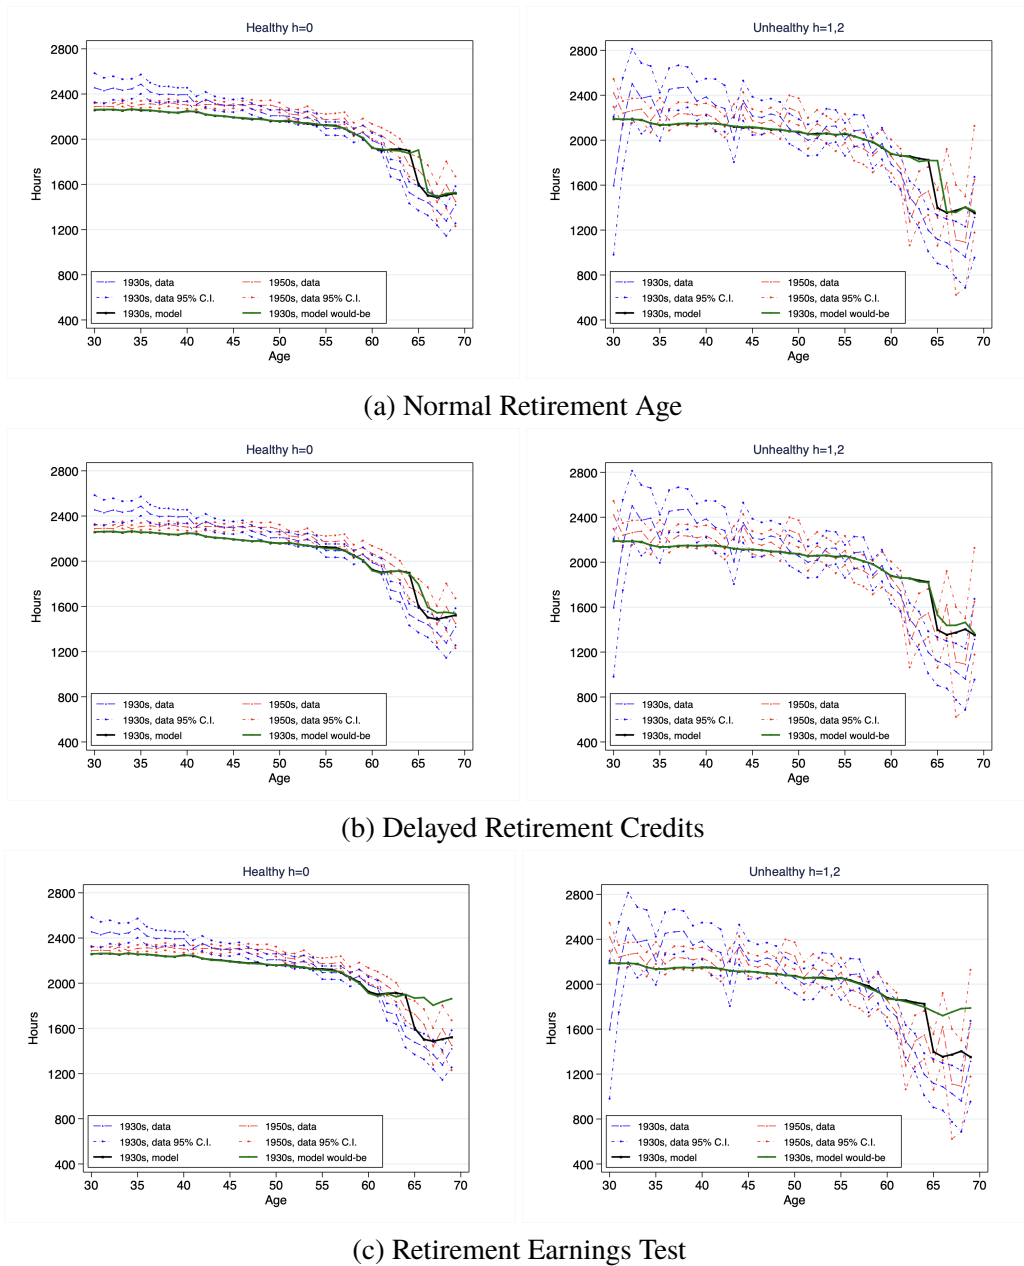 Healthy h=0
2800
2400
2000
1600
1200
800
400
Hours
1930s, data
1950s, data
1930s, data 95% C.I.
1950s, data 95% C.I.
1930s, model
1930s, model would-be
30 35 40 45 50 55 60 65 70
Age
Unhealthy h=1,2
2800
2400
2000
1600
1200
800
400
Hours
1930s, data
1950s, data
1930s, data 95% C.I.
1950s, data 95% C.I.
1930s, model
1930s, model would-be
30 35 40 45 50 55 60 65 70
Age
(a) Normal Retirement Age
Healthy h=0
2800
2400
2000
1600
1200
800
400
Hours
1930s, data
1950s, data
1930s, data 95% C.I.
1950s, data 95% C.I.
1930s, model
1930s, model would-be
30 35 40 45 50 55 60 65 70
Age
Unhealthy h=1,2
2800
2400
2000
1600
1200
800
400
Hours
1930s, data
1950s, data
1930s, data 95% C.I.
1950s, data 95% C.I.
1930s, model
1930s, model would-be
30 35 40 45 50 55 60 65 70
Age
(b) Delayed Retirement Credits
Healthy h=0
2800
2400
2000
1600
1200
800
400
Hours
1930s, data
1950s, data
1930s, data 95% C.I.
1950s, data 95% C.I.
1930s, model
1930s, model would-be
30 35 40 45 50 55 60 65 70
Age
Unhealthy h=1,2
2800
2400
2000
1600
1200
800
400
Hours
1930s, data
1950s, data
1930s, data 95% C.I.
1950s, data 95% C.I.
1930s, model
1930s, model would-be
30 35 40 45 50 55 60 65 70
Age
(c) Retirement Earnings Test